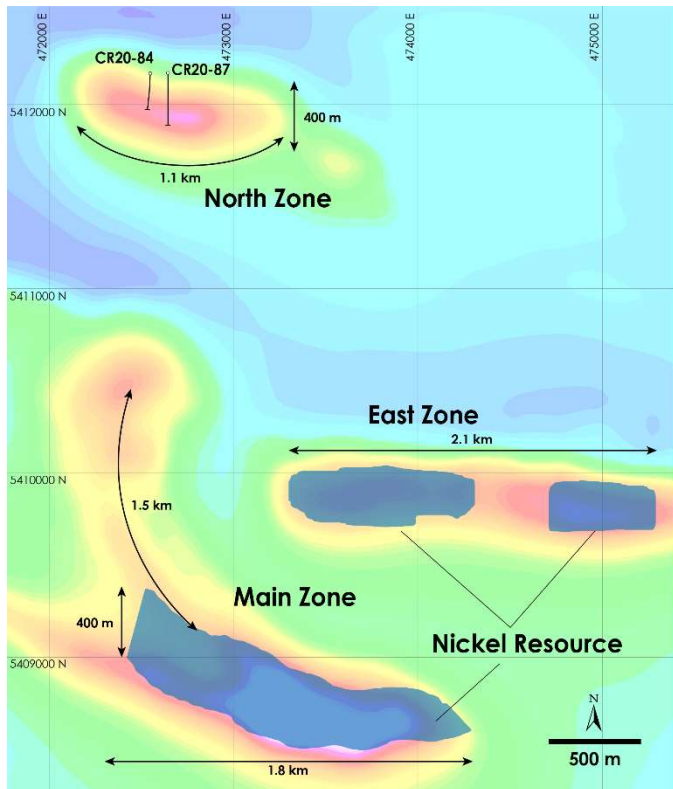 472000 E
473000 E
474000 E
475000 E
CR20-84
CR20-87
5412000 N
400 m
1.1 km
North Zone
5411000 N
East Zone
2.1 km
5410000 N
1.5 km
Main Zone
400 m
Nickel Resource
5409000 N
N
500 m
1.8 km